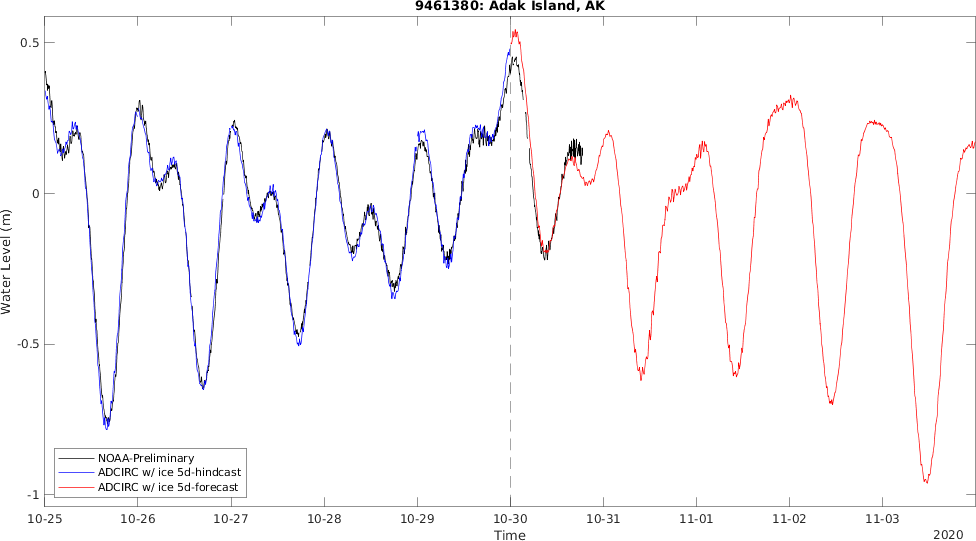 9461380: Adak Island, AK
Water Level (m)
0.5
0
-0.5
-1
NOAA-Preliminary
ADCIRC w/ ice 5d-hindcast
ADCIRC w/ ice 5d-forecast
10-25 10-26 10-27 10-28 10-29 10-30 10-31 11-01 11-02 11-03
Time
2020